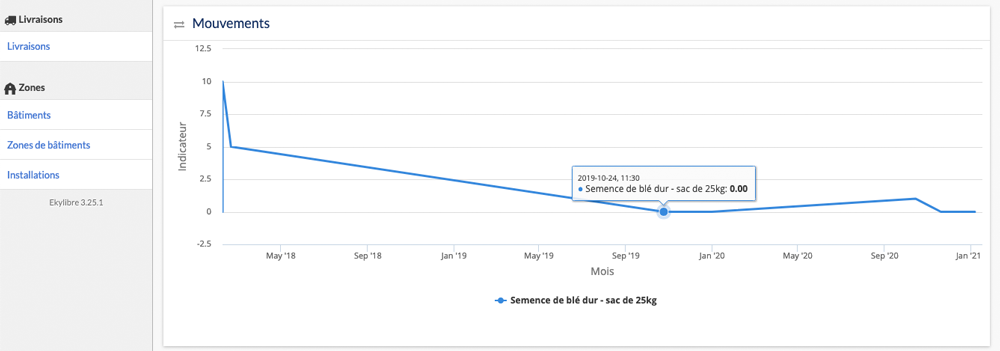 Livraisons
Livraisons
Zones
Bâtiments
Zones de bâtiments
Installations
Ekylibre 3.25.1
Mouvements
12.5
10
7.5
5
2.5
0
-2.5
Indicateur
2019-10-24, 11:30
Semence de blé dur - sac de 25kg: 0.00
May '18
Sep '18
Jan '19
May '19
Sep '19
Jan '20
May '20
Sep '20
Jan '21
Mois
Semence de blé dur - sac de 25kg